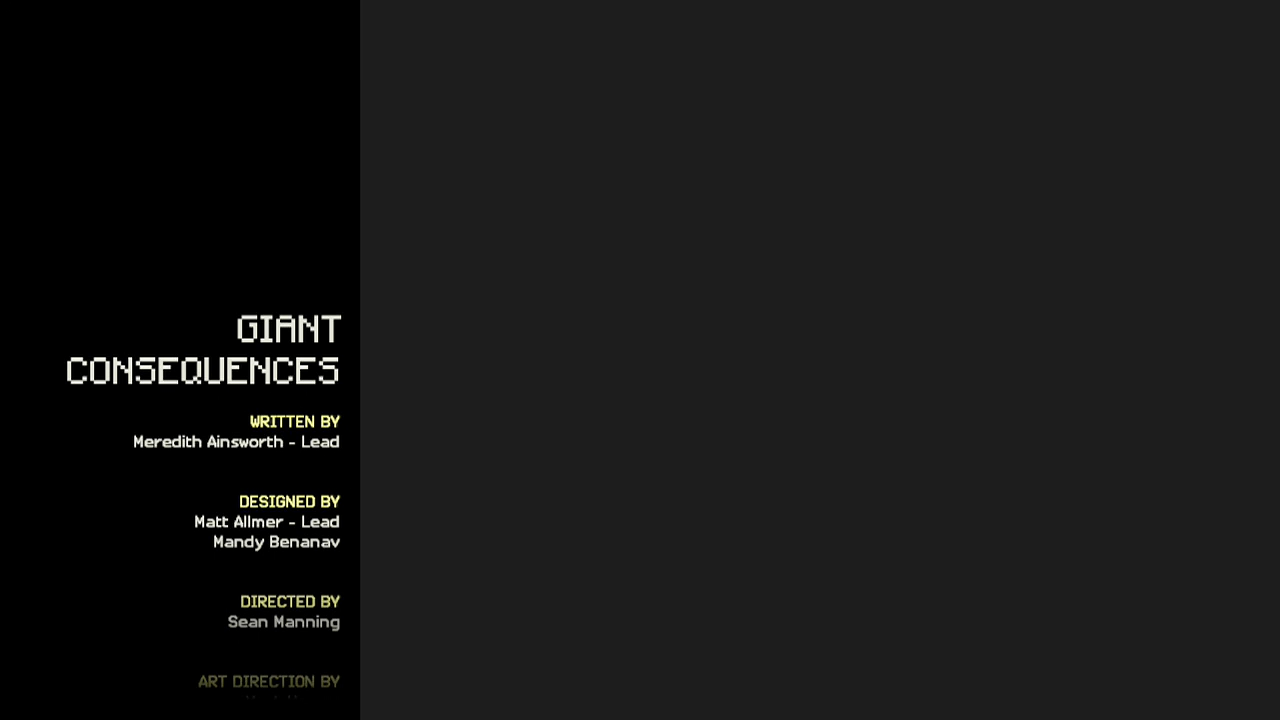 GIANT
CONSEQUENCES
WRITTEN BY
Meredith Ainsworth - Lead
DESIGNED BY
Matt Allmer - Lead
Mandy Benanav
DIRECTED BY
Sean Manning
ART DIRECTION BY